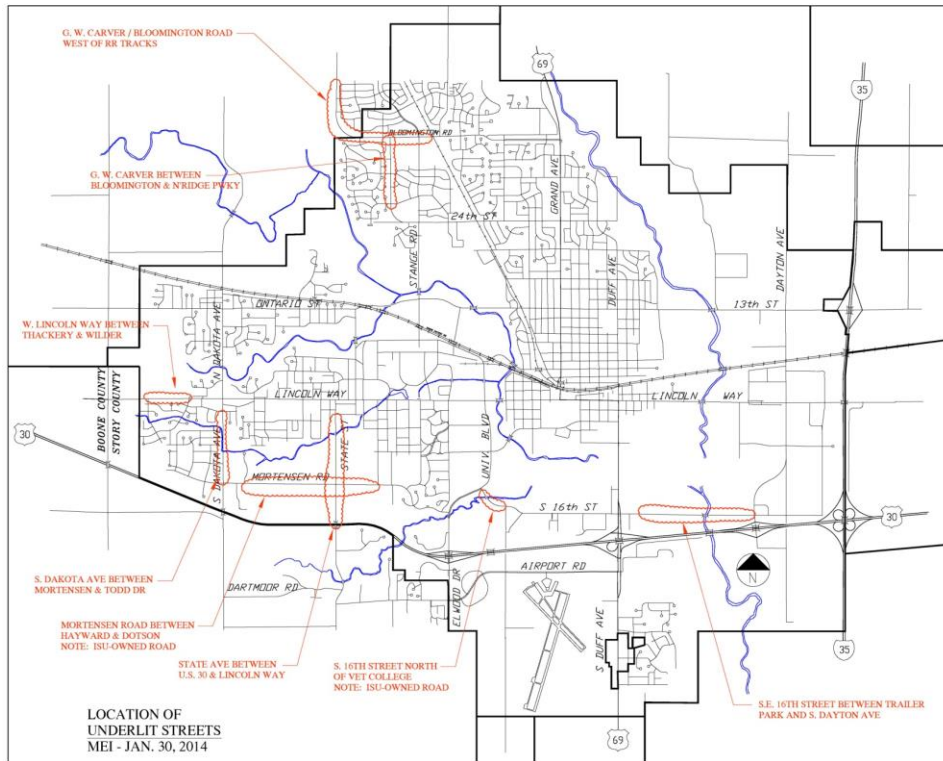 G. W. CARVER / BLOOMINGTON ROAD
WEST OF RR TRACKS
69
35
BLOOMINGTON RD
G. W. CARVER BETWEEN
BLOOMINGTON & N'RIDGE PWKY
GRAND AVE
24th ST
STANGE RD
DUFF AVE
DAYTON AVE
ONTARIO ST
13th ST
N DAKOTA AVE
W. LINCOLN WAY BETWEEN
THACKERY & WILDER
LINCOLN WAY
LINCOLN WAY
BOONE COUNTY
STORY COUNTY
30
S DAKOTA AVE
STATE ST
UNIV. BLVD
MORTENSEN RD
S 16th ST
30
AIRPORT RD
N
S. DAKOTA AVE BETWEEN
MORTENSEN & TODD DR
DARTMOOR RD
ELWOOD DR
S DUFF AVE
MORTENSEN ROAD BETWEEN
HAYWARD & DOTSON
NOTE: ISU-OWNED ROAD
35
STATE AVE BETWEEN
U.S. 30 & LINCOLN WAY
S. 16TH STREET NORTH
OF VET COLLEGE
NOTE: ISU-OWNED ROAD
S.E. 16TH STREET BETWEEN TRAILER
PARK AND S. DAYTON AVE
LOCATION OF
UNDERLIT STREETS
MEI - JAN. 30, 2014
69